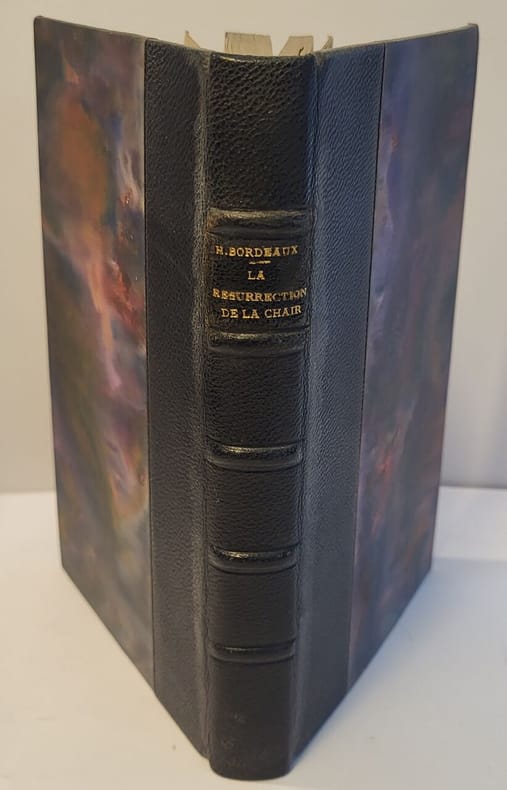 H. BORDEAUX
LA
RESURRECTION
DE LA CHAIR